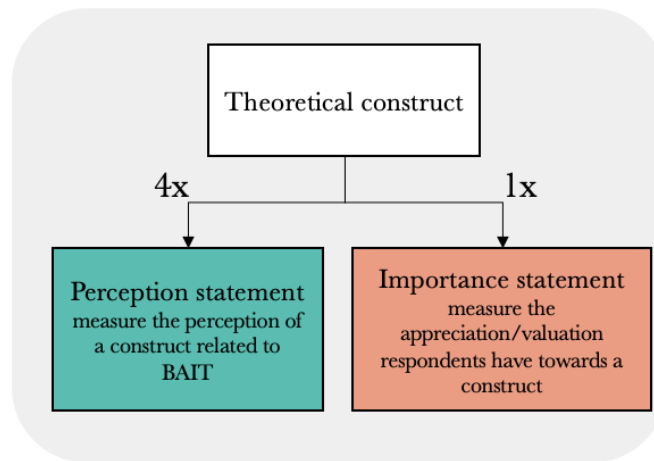 Theoretical construct
4x
1x
Perception statement
measure the perception of
a construct related to
BAIT
Importance statement
measure the
appreciation/valuation
respondents have towards a
construct